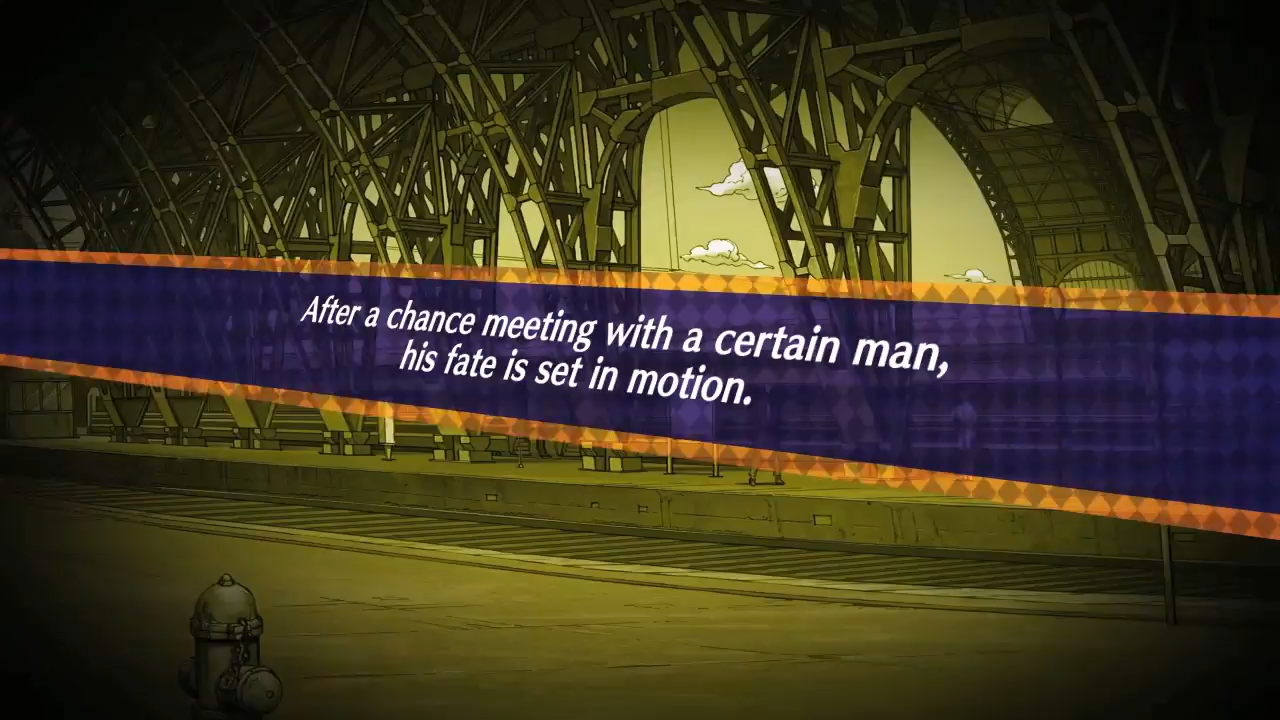 After a chance meeting with a certain man,
his fate is set in motion.